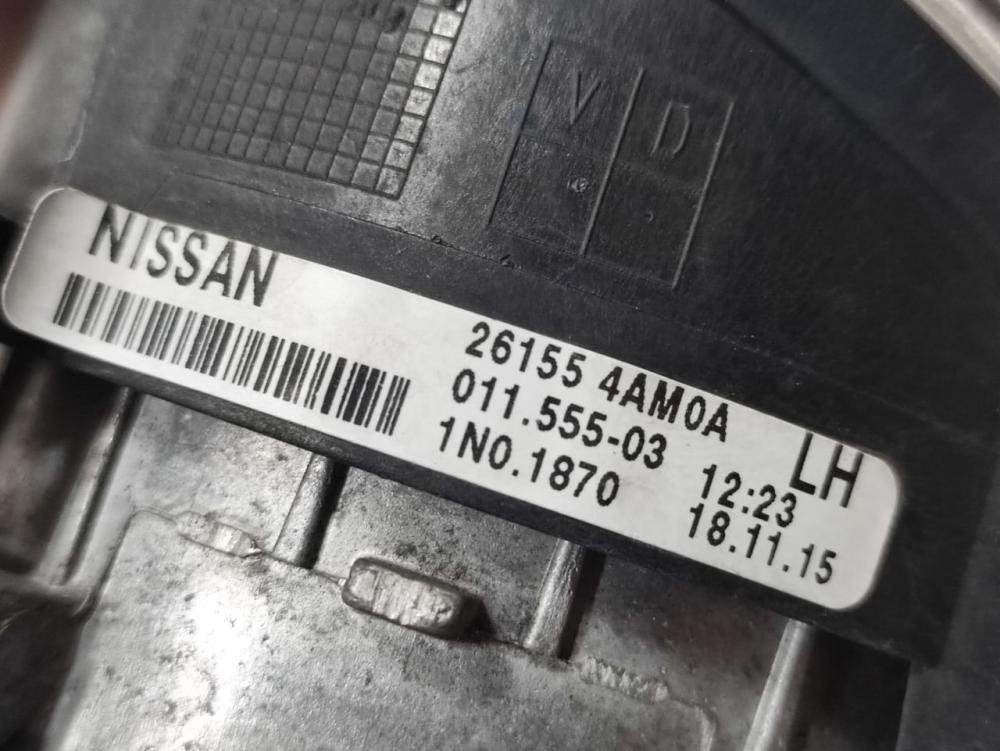 V D
NISSAN
26155 4AM0A
LH
011.555-03
12:23
1N0.1870
18.11.15